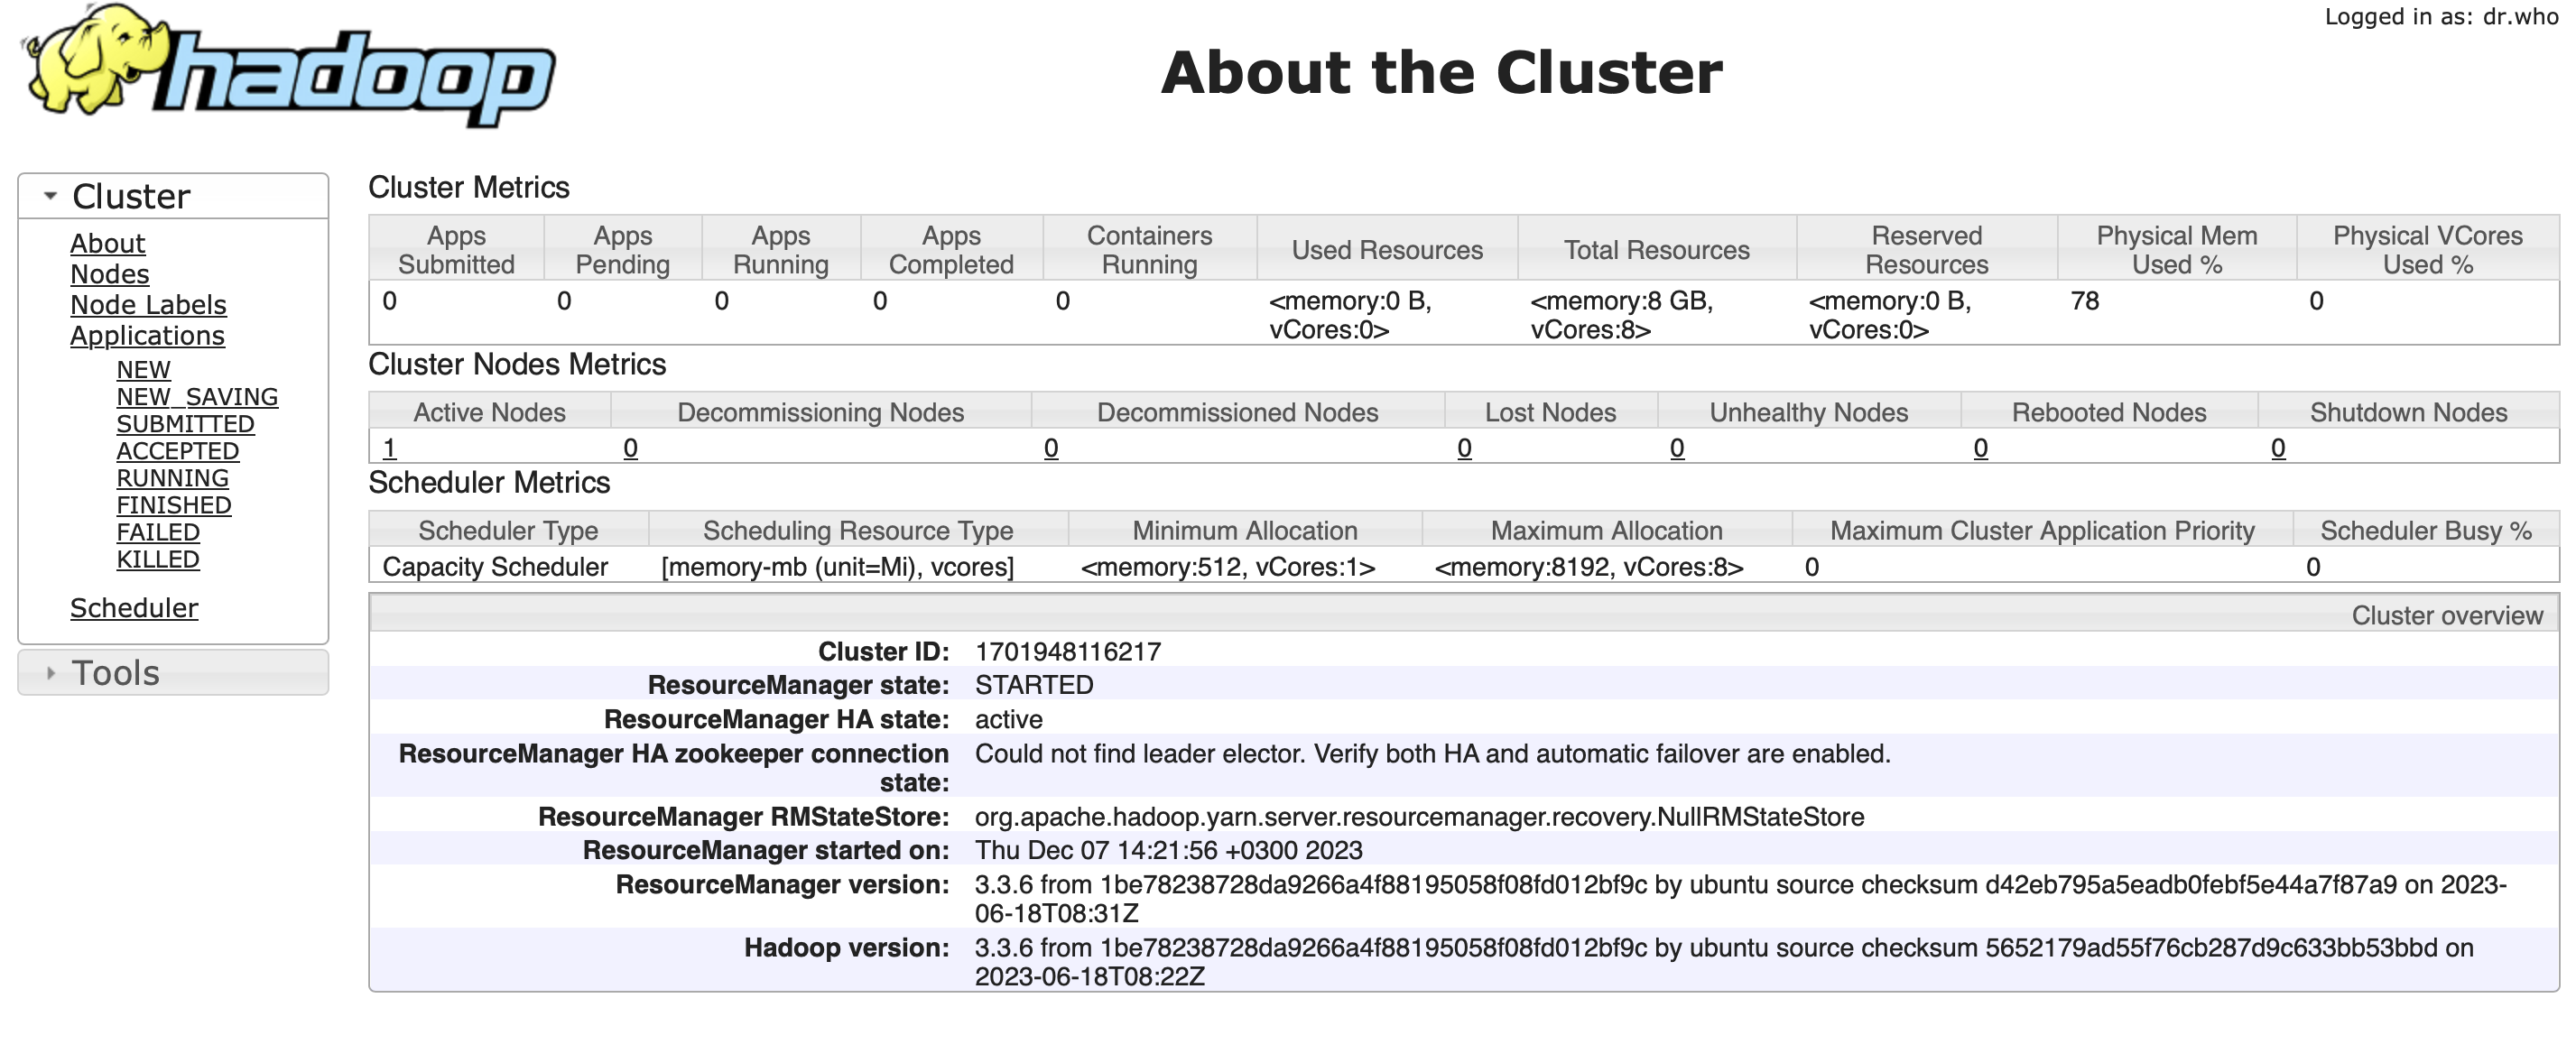 Logged in as: dr.who
hadoop
About the Cluster
Cluster
About
Nodes
Node Labels
Applications
NEW
NEW_SAVING
SUBMITTED
ACCEPTED
RUNNING
FINISHED
FAILED
KILLED
Scheduler
Tools
Cluster Metrics
Apps Submitted Apps Pending Apps Running Apps Completed Containers Running Used Resources Total Resources Reserved Resources Physical Mem Used % Physical VCores Used %
0 0 0 0 0 <memory:0 B, vCores:0> <memory:8 GB, vCores:8> <memory:0 B, vCores:0> 78 0
Cluster Nodes Metrics
Active Nodes Decommissioning Nodes Decommissioned Nodes Lost Nodes Unhealthy Nodes Rebooted Nodes Shutdown Nodes
1 0 0 0 0 0 0
Scheduler Metrics
Scheduler Type Scheduling Resource Type Minimum Allocation Maximum Allocation Maximum Cluster Application Priority Scheduler Busy %
Capacity Scheduler [memory-mb (unit=Mi), vcores] <memory:512, vCores:1> <memory:8192, vCores:8> 0 0
Cluster overview
Cluster ID: 1701948116217
ResourceManager state: STARTED
ResourceManager HA state: active
ResourceManager HA zookeeper connection state: Could not find leader elector. Verify both HA and automatic failover are enabled.
ResourceManager RMStateStore: org.apache.hadoop.yarn.server.resourcemanager.recovery.NullRMStateStore
ResourceManager started on: Thu Dec 07 14:21:56 +0300 2023
ResourceManager version: 3.3.6 from 1be78238728da9266a4f88195058f08fd012bf9c by ubuntu source checksum d42eb795a5eadb0febf5e44a7f87a9 on 2023-
06-18T08:31Z
Hadoop version: 3.3.6 from 1be78238728da9266a4f88195058f08fd012bf9c by ubuntu source checksum 5652179ad55f76cb287d9c633bb53bbd on
2023-06-18T08:22Z